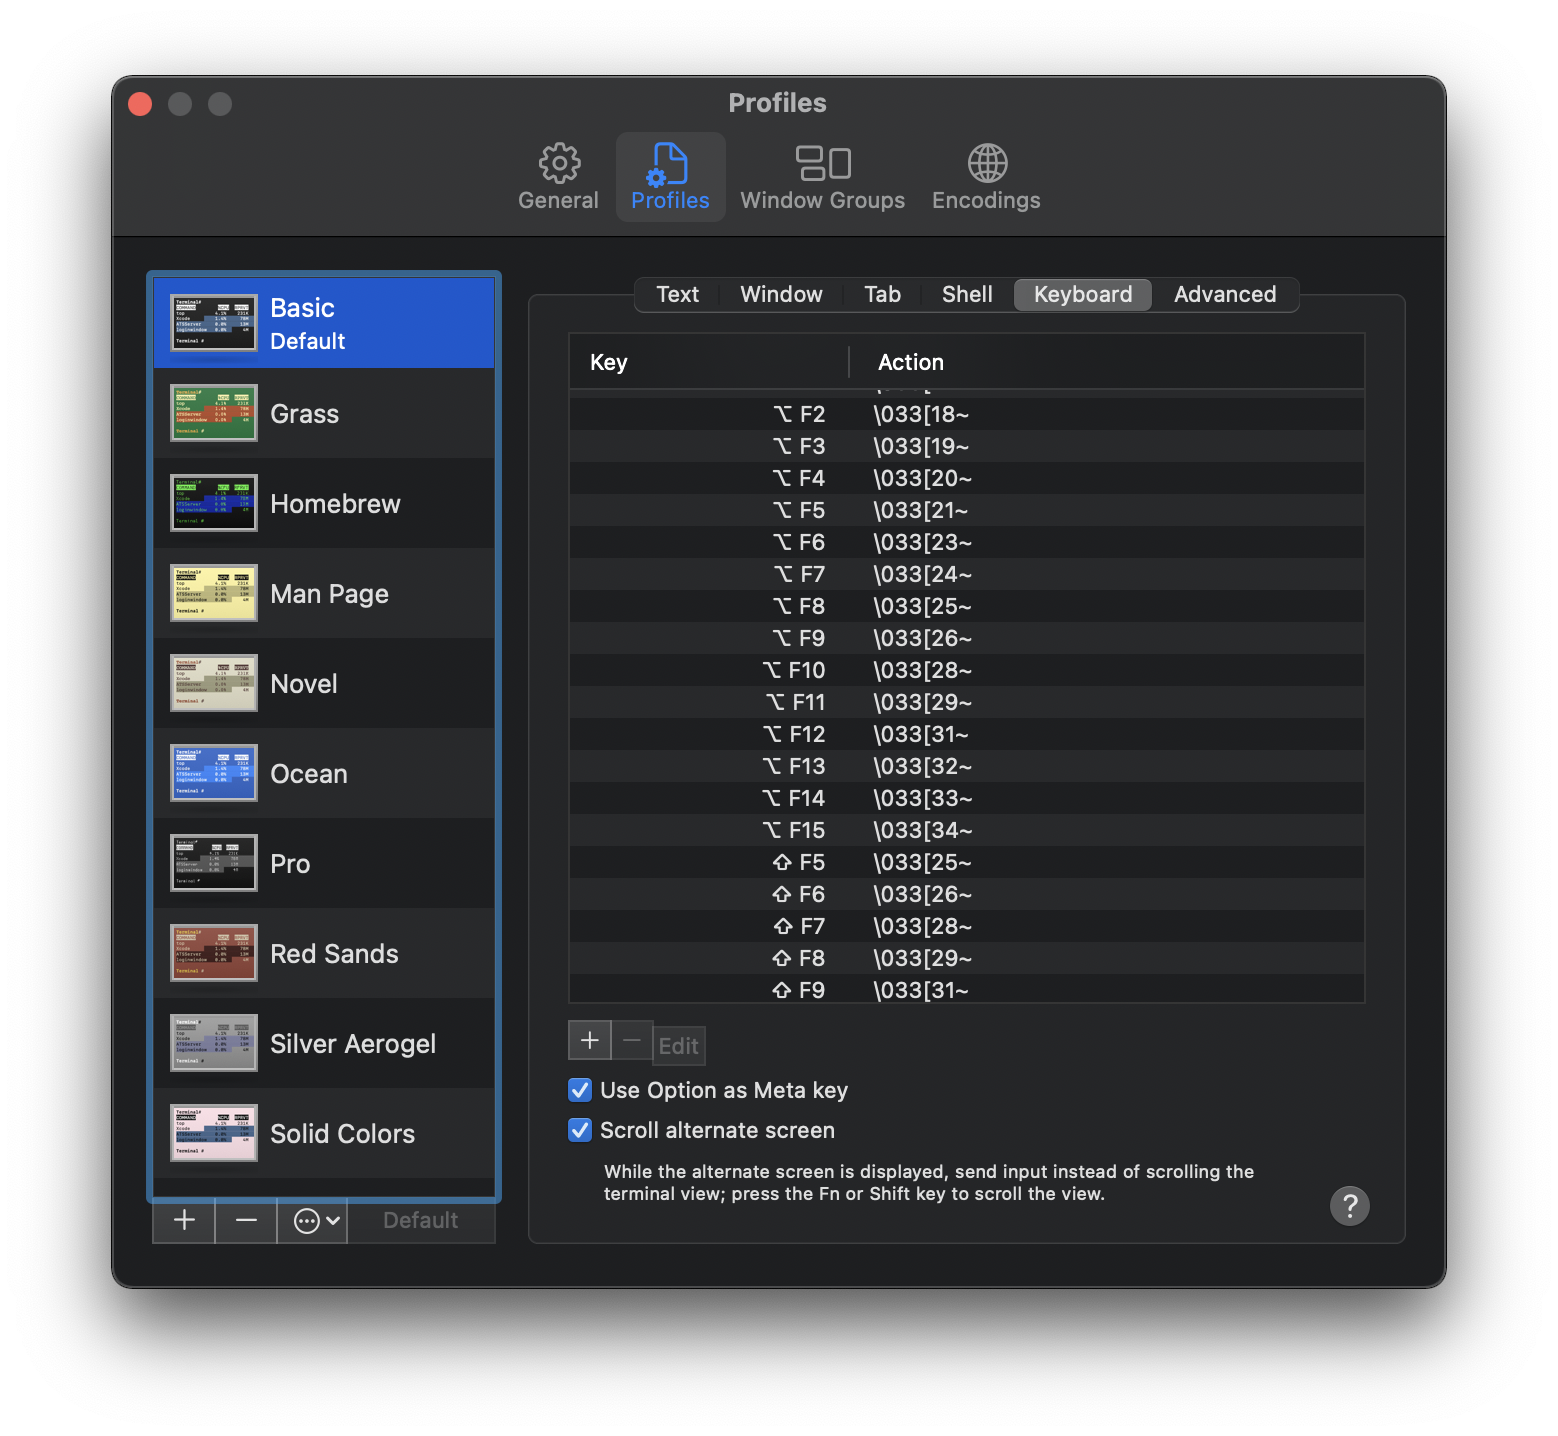 Profiles
General
Profiles
Window Groups
Encodings
Basic
Default
Grass
Homebrew
Man Page
Novel
Ocean
Pro
Red Sands
Silver Aerogel
Solid Colors
Default
Text
Window
Tab
Shell
Keyboard
Advanced
Key Action
⌥ F2 \033[18~
⌥ F3 \033[19~
⌥ F4 \033[20~
⌥ F5 \033[21~
⌥ F6 \033[23~
⌥ F7 \033[24~
⌥ F8 \033[25~
⌥ F9 \033[26~
⌥ F10 \033[28~
⌥ F11 \033[29~
⌥ F12 \033[31~
⌥ F13 \033[32~
⌥ F14 \033[33~
⌥ F15 \033[34~
⇧ F5 \033[25~
⇧ F6 \033[26~
⇧ F7 \033[28~
⇧ F8 \033[29~
⇧ F9 \033[31~
Edit
Use Option as Meta key
Scroll alternate screen
While the alternate screen is displayed, send input instead of scrolling the
terminal view; press the Fn or Shift key to scroll the view.
?